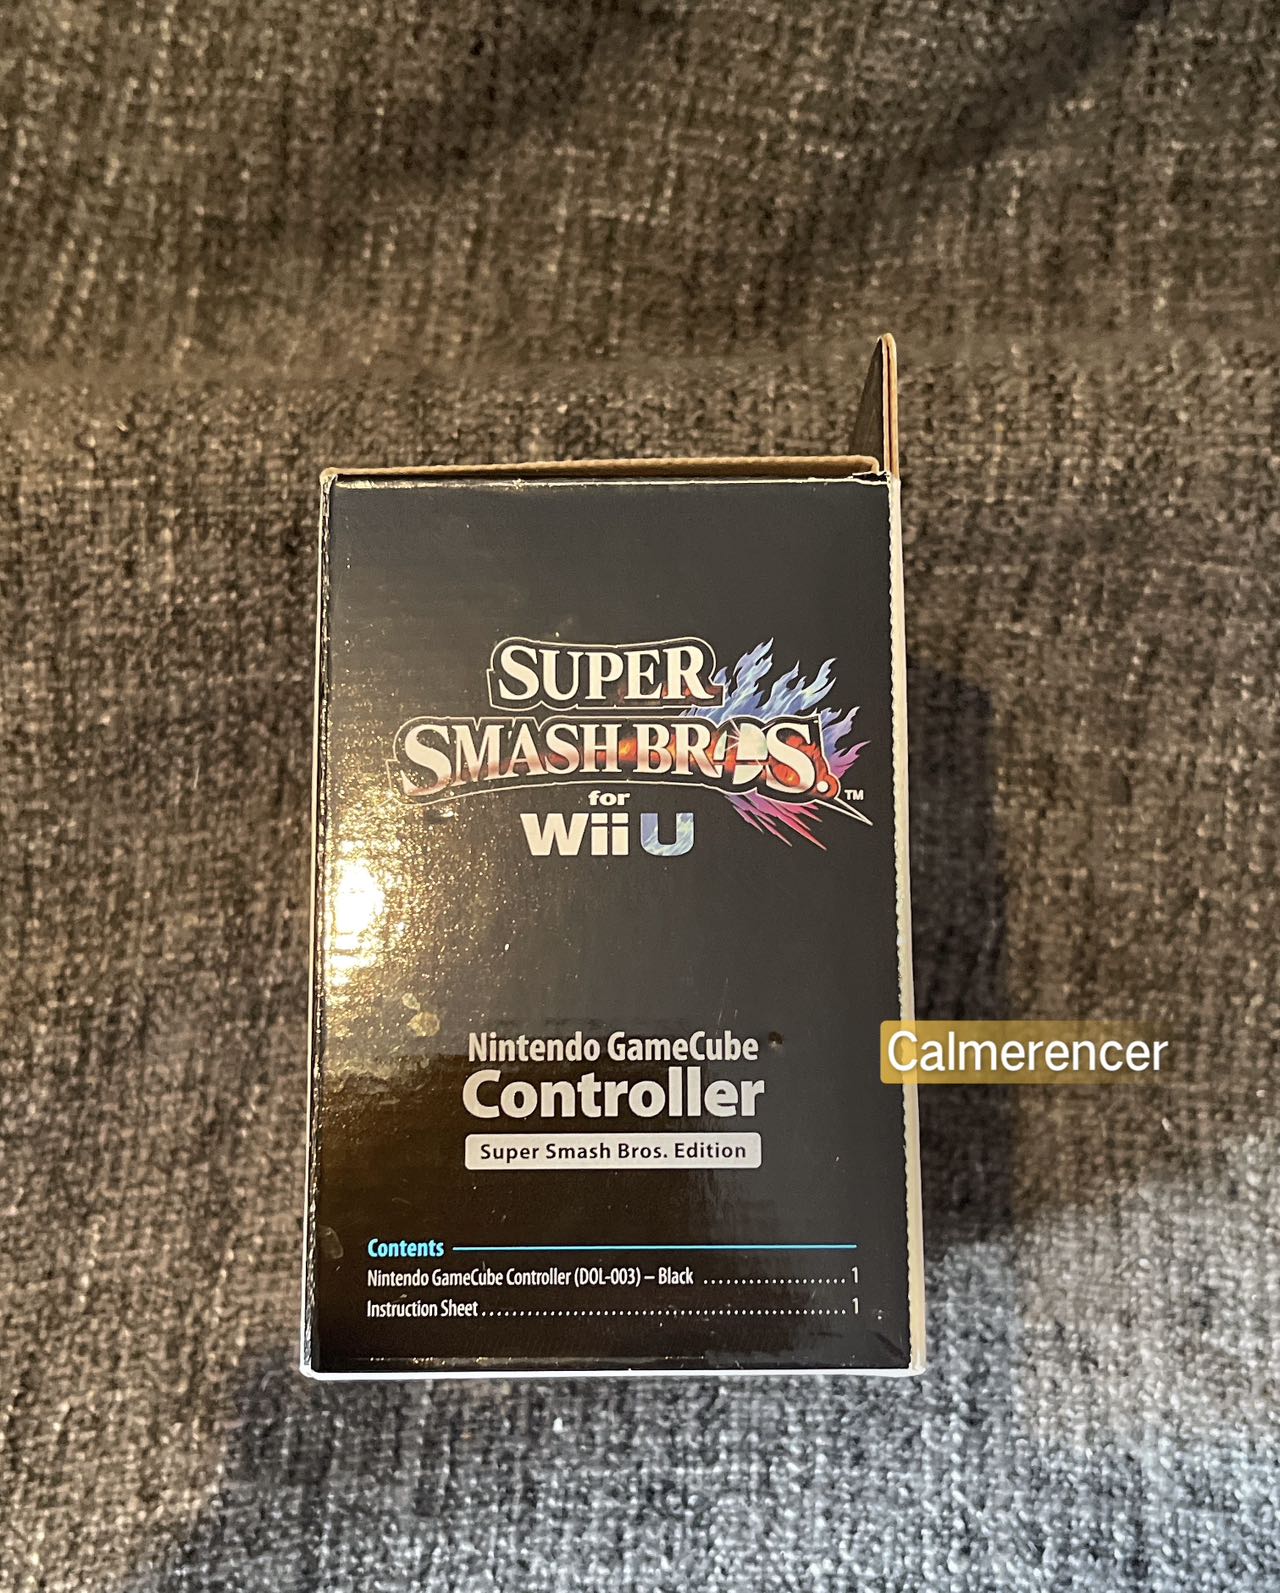 SUPER
SMASH BROS.™
for
Wii U
Nintendo GameCube
Calmerencer
Controller
Super Smash Bros. Edition
Contents
Nintendo GameCube Controller (DOL-003) – Black ................... 1
Instruction Sheet ................................................ 1